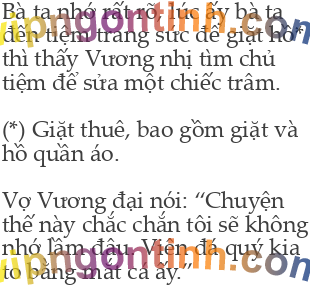 Bà ta nhớ rất rõ, lúc ấy bà ta
đến tiệm trang sức để giặt hồ*
thì thấy Vương nhị tìm chủ
tiệm để sửa một chiếc trâm.
(*) Giặt thuê, bao gồm giặt và
hồ quần áo.
Vợ Vương đại nói: “Chuyện
thế này chắc chắn tôi sẽ không
nhớ lầm đâu. Viên đá quý kia
to bằng mắt cá ấy.”